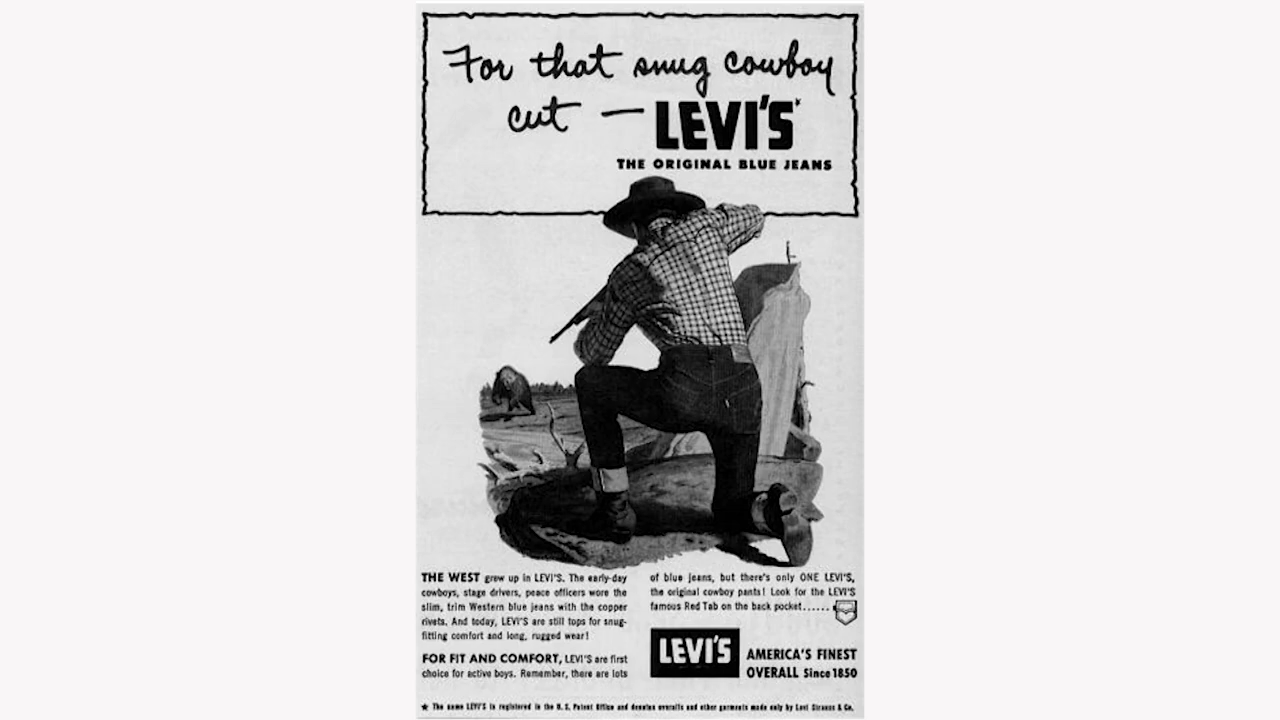 For that snug cowboy
cut — LEVI'S*
THE ORIGINAL BLUE JEANS
THE WEST grew up in LEVI'S. The early-day
cowboys, stage drivers, peace officers wore the
slim, trim Western blue jeans with the copper
rivets. And today, LEVI'S are still tops for snug-
fitting comfort and long, rugged wear!
FOR FIT AND COMFORT, LEVI'S are first
choice for active boys. Remember, there are lots
of blue jeans, but there's only ONE LEVI'S,
the original cowboy pants! Look for the LEVI'S
famous Red Tab on the back pocket......
LEVI'S
AMERICA'S FINEST
OVERALL Since 1850
★ The name LEVI'S is registered in the U. S. Patent Office and denotes overalls and other garments made only by Levi Strauss & Co.